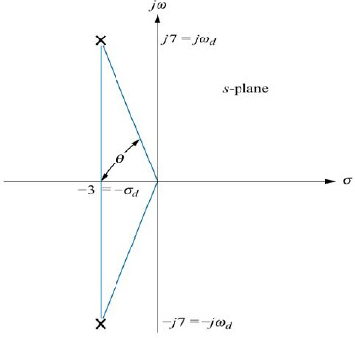 jω
j7 = jω_d
s-plane
θ
−3 = −σ_d
σ
−j7 = −jω_d